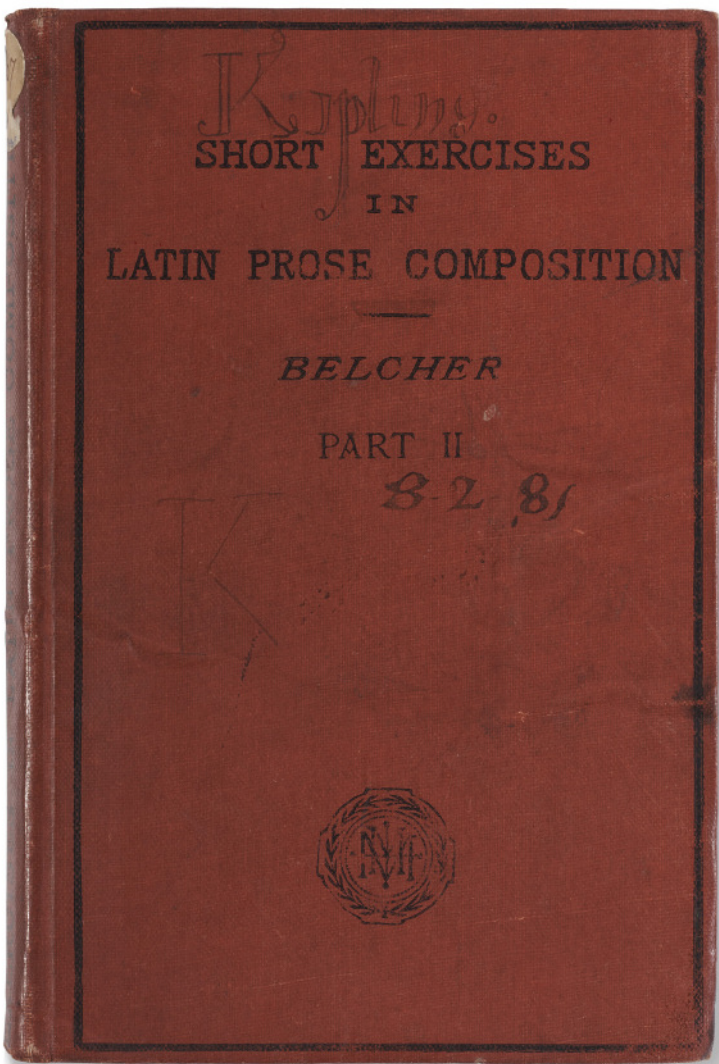 Kipling.
SHORT EXERCISES
IN
LATIN PROSE COMPOSITION
BELCHER
PART II
8-2-81
K